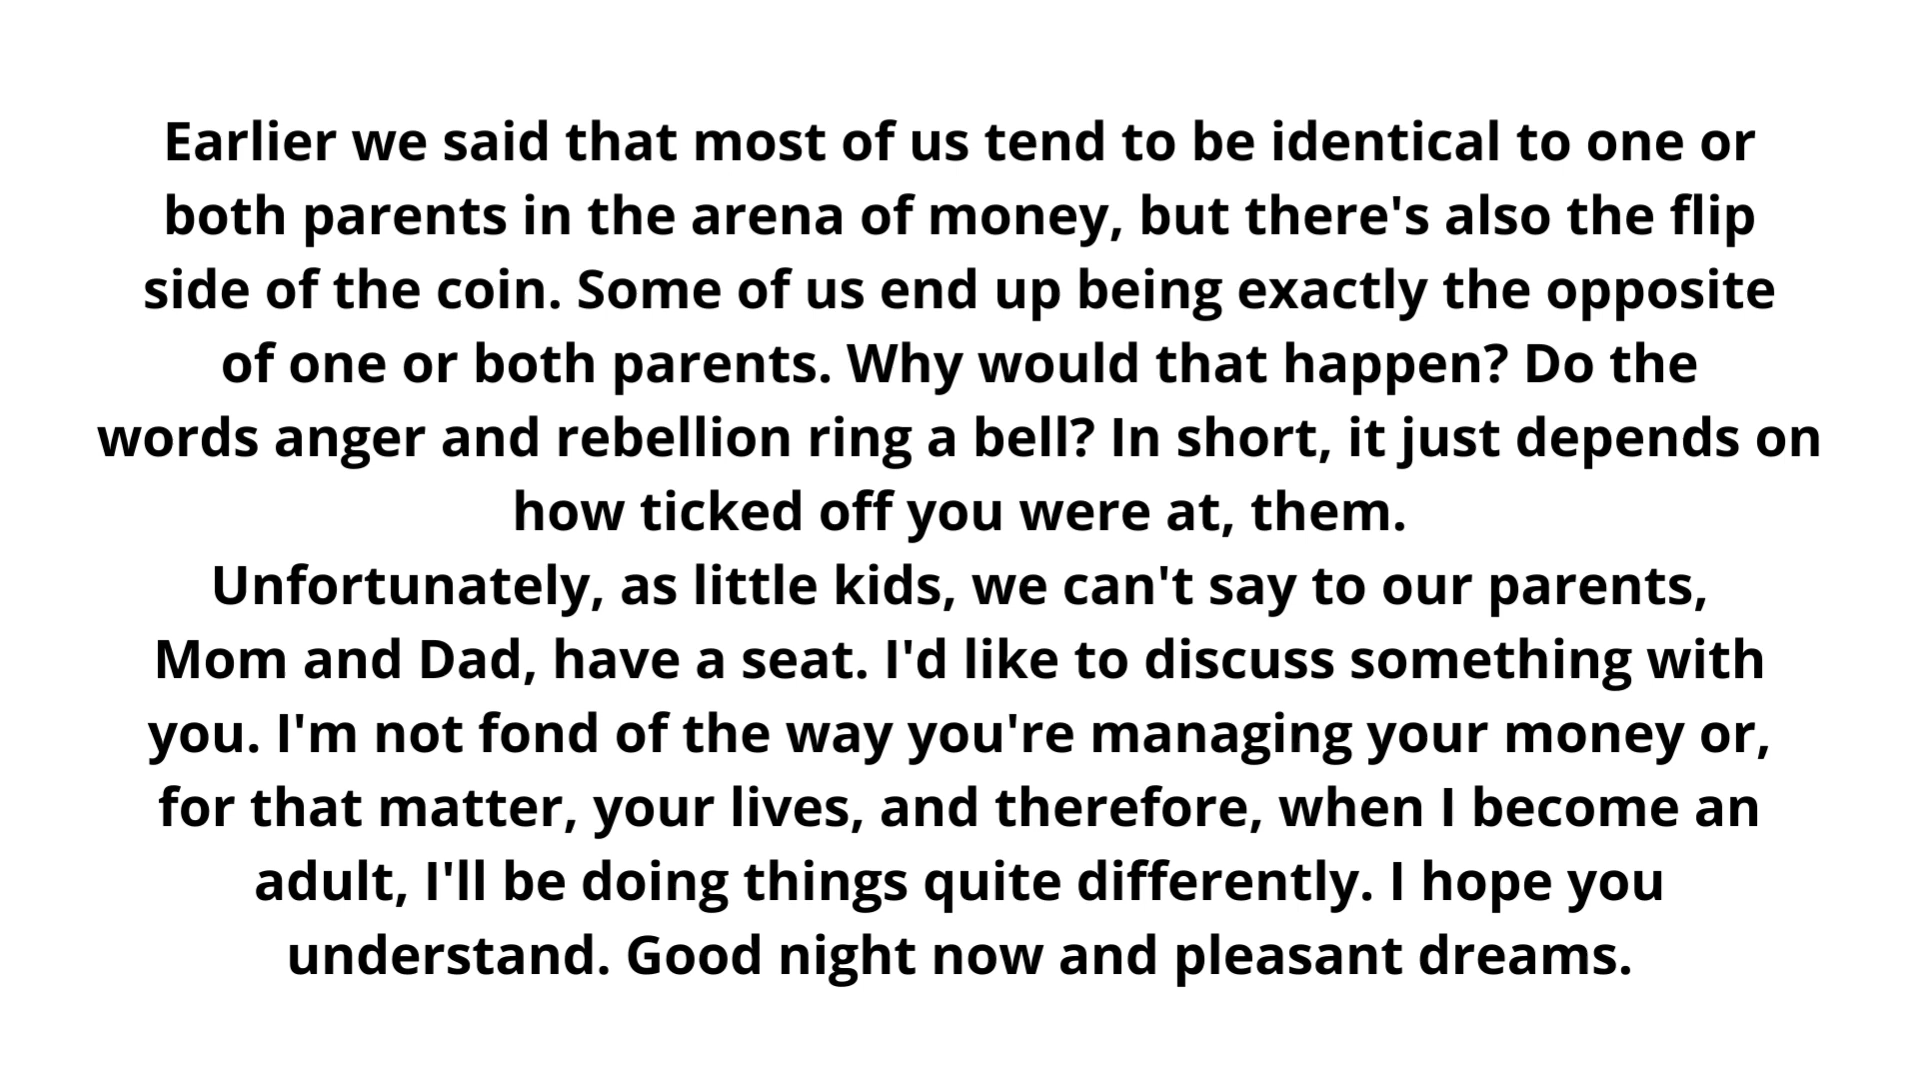 Earlier we said that most of us tend to be identical to one or
both parents in the arena of money, but there's also the flip
side of the coin. Some of us end up being exactly the opposite
of one or both parents. Why would that happen? Do the
words anger and rebellion ring a bell? In short, it just depends on
how ticked off you were at, them.
Unfortunately, as little kids, we can't say to our parents,
Mom and Dad, have a seat. I'd like to discuss something with
you. I'm not fond of the way you're managing your money or,
for that matter, your lives, and therefore, when I become an
adult, I'll be doing things quite differently. I hope you
understand. Good night now and pleasant dreams.